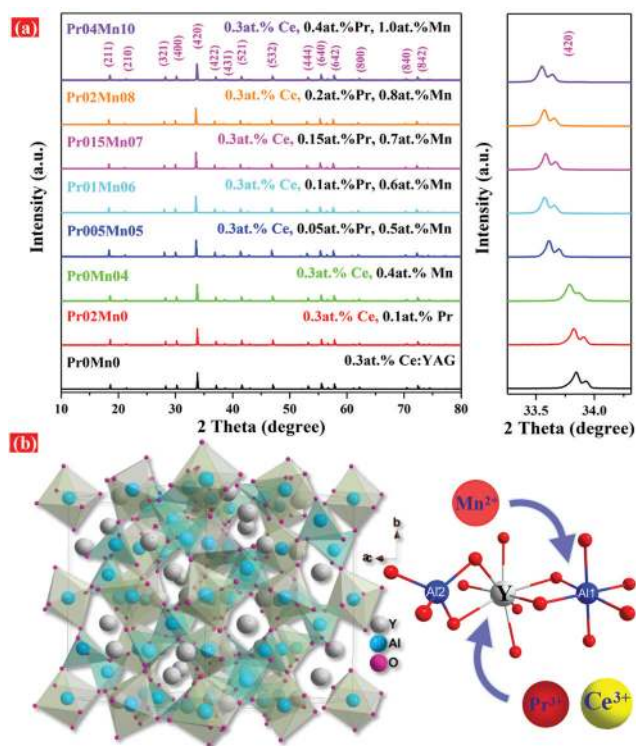 (a)
Pr04Mn10
0.3at.% Ce, 0.4at.%Pr, 1.0at.%Mn
(211)
(210)
(321)
(400)
(420)
(422)
(431)
(521)
(532)
(444)
(640)
(642)
(800)
(840)
(842)
Pr02Mn08
0.3at.% Ce, 0.2at.%Pr, 0.8at.%Mn
Pr015Mn07
0.3at.% Ce, 0.15at.%Pr, 0.7at.%Mn
Pr01Mn06
0.3at.% Ce, 0.1at.%Pr, 0.6at.%Mn
Pr005Mn05
0.3at.% Ce, 0.05at.%Pr, 0.5at.%Mn
Pr0Mn04
0.3at.% Ce, 0.4at.% Mn
Pr02Mn0
0.3at.% Ce, 0.1at.% Pr
Pr0Mn0
0.3at.% Ce:YAG
Intensity (a.u.)
10 20 30 40 50 60 70 80
2 Theta (degree)
(420)
Intensity (a.u.)
33.5 34.0
2 Theta (degree)
(b)
b
a c
Y
Al
O
Mn2+
Al2
Y
Al1
Pr3+
Ce3+